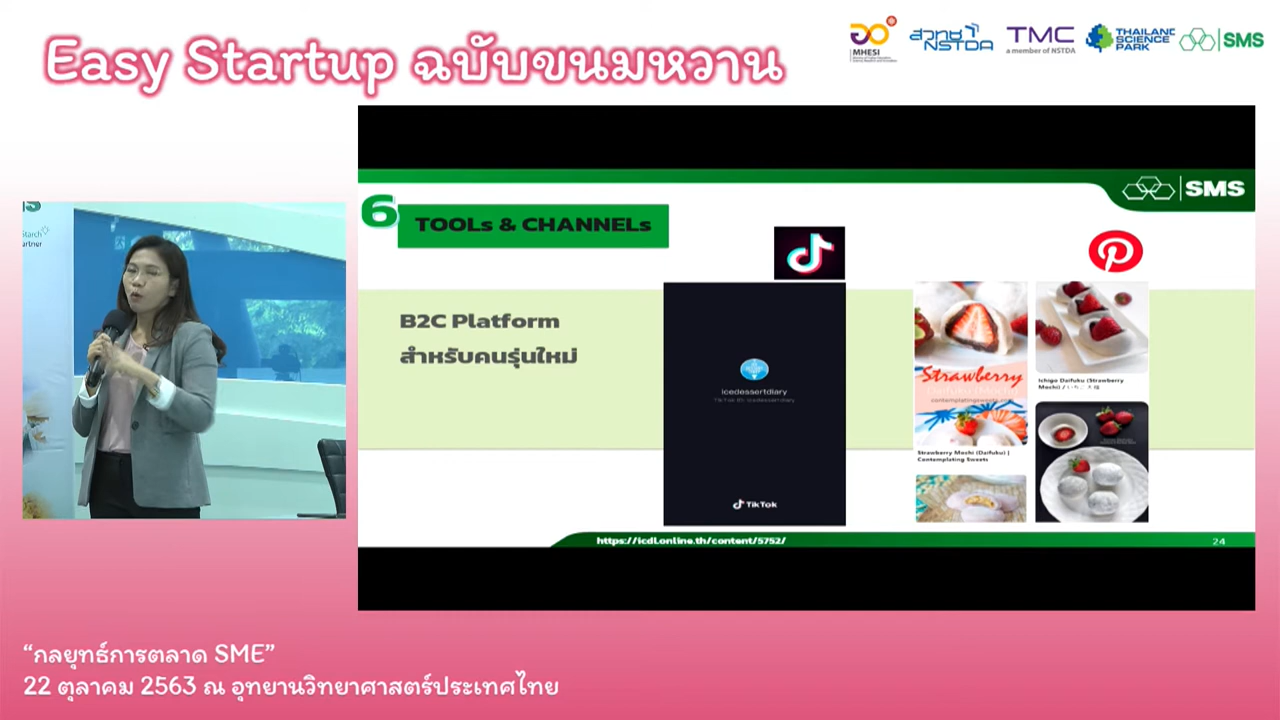 Easy Startup ฉบับขนมหวาน
MHESI
สวทช
NSTDA
TMC
a member of NSTDA
THAILAND
SCIENCE
PARK
SMS
SMS
6
TOOLs & CHANNELs
B2C Platform
สำหรับคนรุ่นใหม่
icedessertdiary
TikTok ID: icedessertdiary
TikTok
Strawberry
contemplatingsweets.com
Strawberry Mochi (Daifuku) |
Contemplating Sweets
Ichigo Daifuku (Strawberry
Mochi) /
https://icdl.online.th/content/5752/
24
“กลยุทธ์การตลาด SME”
22 ตุลาคม 2563 ณ อุทยานวิทยาศาสตร์ประเทศไทย